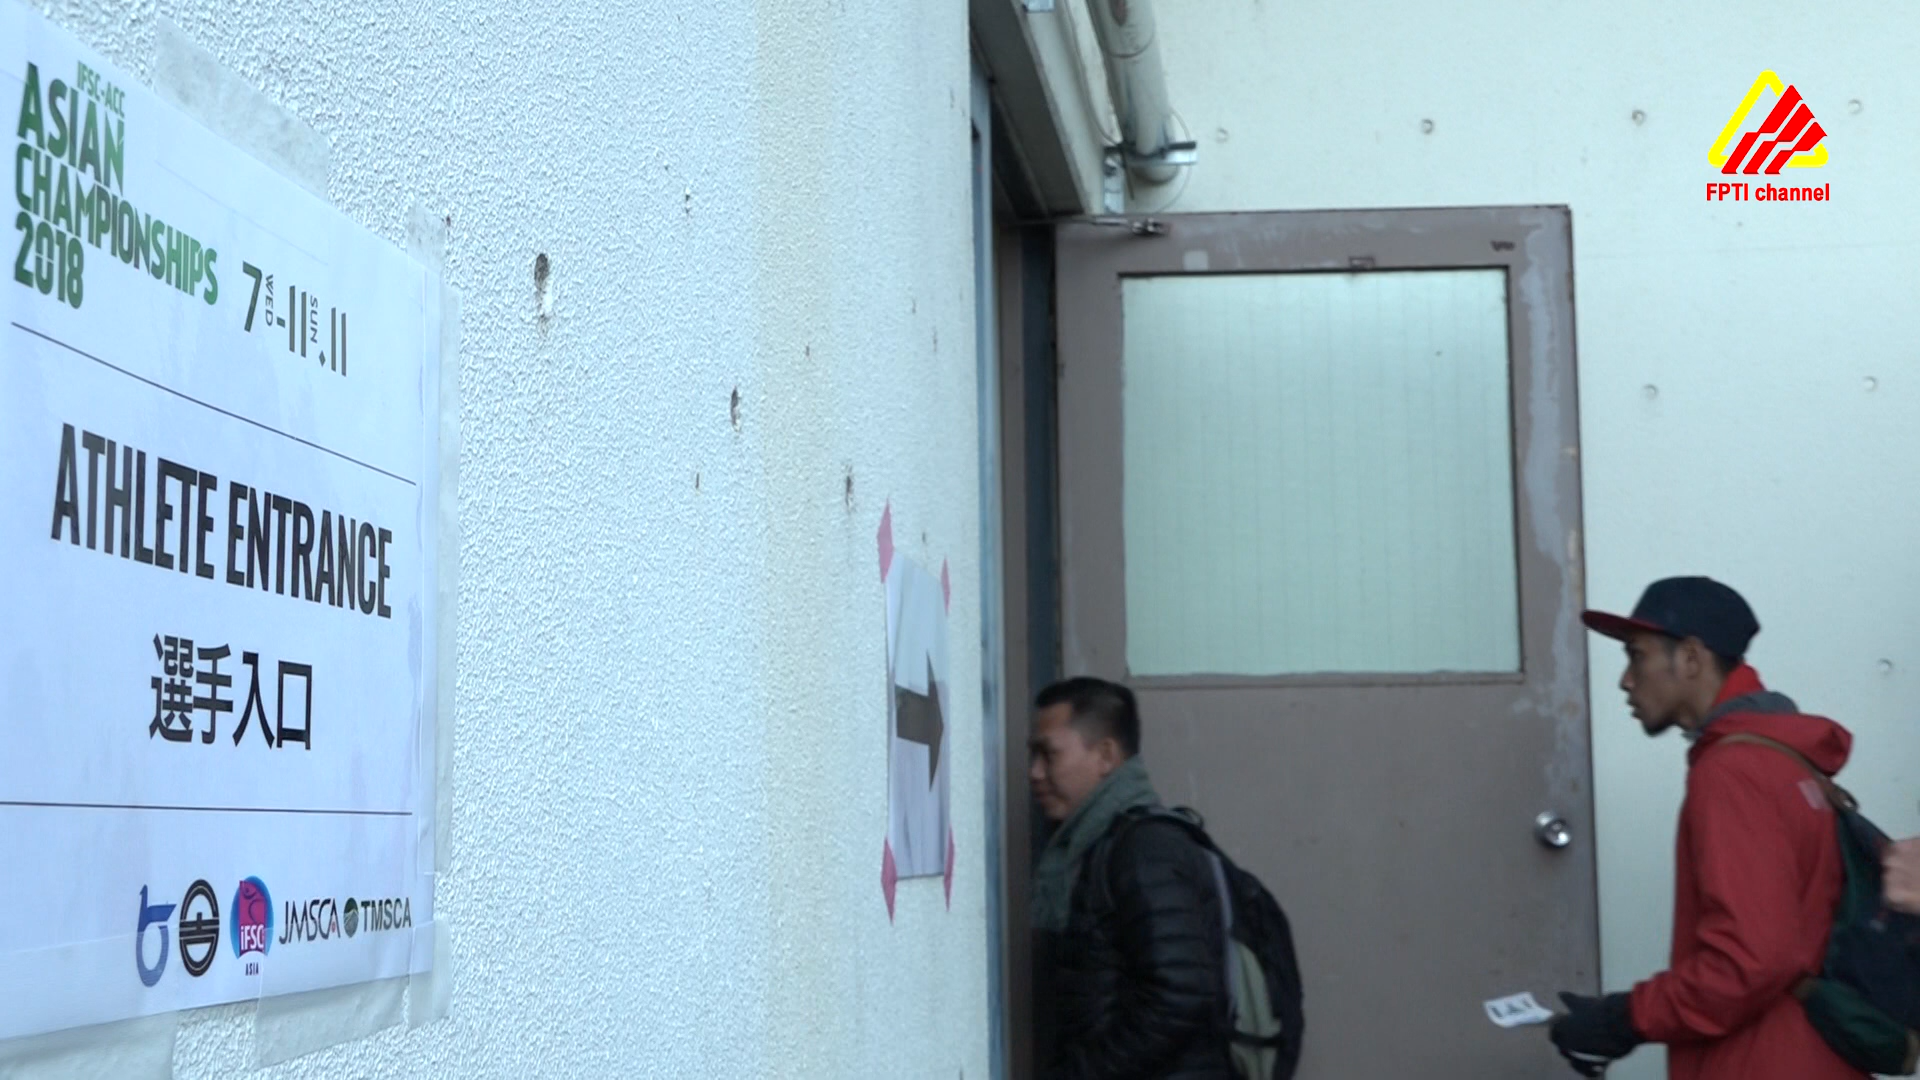 IFSC-ACC
ASIAN
CHAMPIONSHIPS
2018
7 WED - 11 SUN . 11
ATHLETE ENTRANCE
選手入口
IFSC
ASIA
JMSCA
TMSCA
FPTI channel